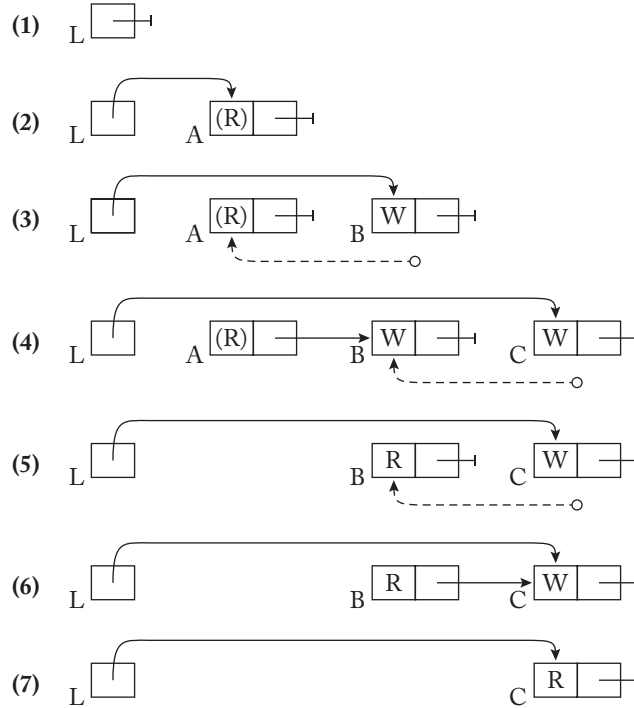 (1) L
(2) L A (R)
(3) L A (R) B W
(4) L A (R) B W C W
(5) L B R C W
(6) L B R C W
(7) L C R